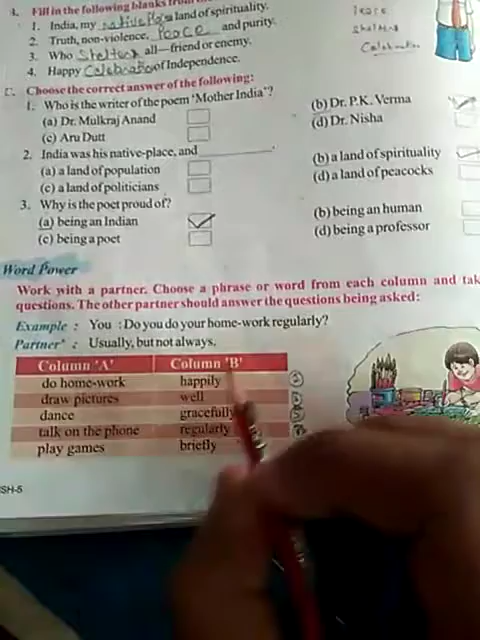 Fill in the following blanks from
1. India, my native Place a land of spirituality.
2. Truth, non-violence, Peace and purity.
3. Who Shelters all—friend or enemy.
4. Happy Celebration of Independence.
Peace
Shelters
Celebration
Choose the correct answer of the following:
1. Who is the writer of the poem 'Mother India'?
(a) Dr. Mulkraj Anand
(b) Dr. P.K. Verma
(c) Aru Dutt
(d) Dr. Nisha
2. India was his native-place, and ____________.
(a) a land of population
(b) a land of spirituality
(c) a land of politicians
(d) a land of peacocks
3. Why is the poet proud of?
(a) being an Indian
(b) being an human
(c) being a poet
(d) being a professor
Word Power
Work with a partner. Choose a phrase or word from each column and
questions. The other partner should answer the questions being asked:
Example : You : Do you do your home-work regularly?
Partner : Usually, but not always.
Column 'A' Column 'B'
do home-work happily
draw pictures well
dance gracefully
talk on the phone regularly
play games briefly
SH-5